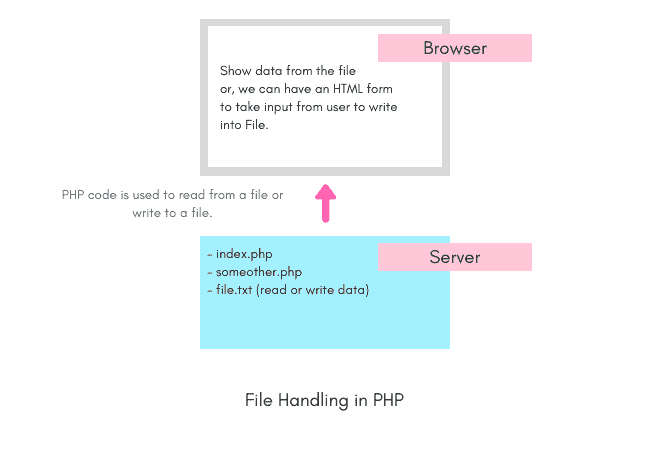 Browser
Show data from the file
or, we can have an HTML form
to take input from user to write
into File.
PHP code is used to read from a file or
write to a file.
Server
- index.php
- someother.php
- file.txt (read or write data)
File Handling in PHP